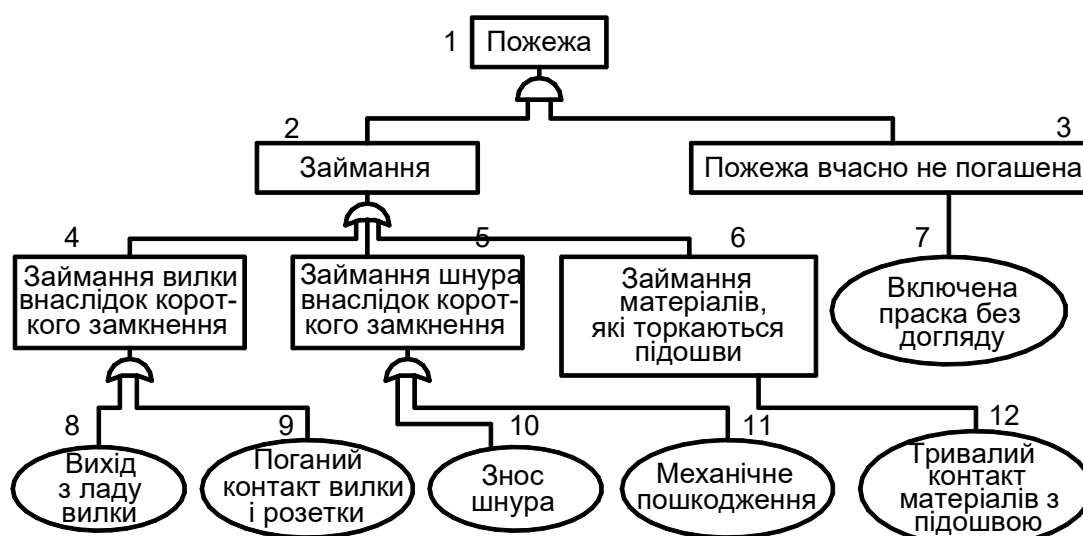 1
Пожежа
2
Займання
3
Пожежа вчасно не погашена
4
Займання вилки
внаслідок корот-
кого замкнення
5
Займання шнура
внаслідок корот-
кого замкнення
6
Займання
матеріалів,
які торкаються
підошви
7
Включена
праска без
догляду
8
Вихід
з ладу
вилки
9
Поганий
контакт вилки
і розетки
10
Знос
шнура
11
Механічне
пошкодження
12
Тривалий
контакт
матеріалів з
підошвою